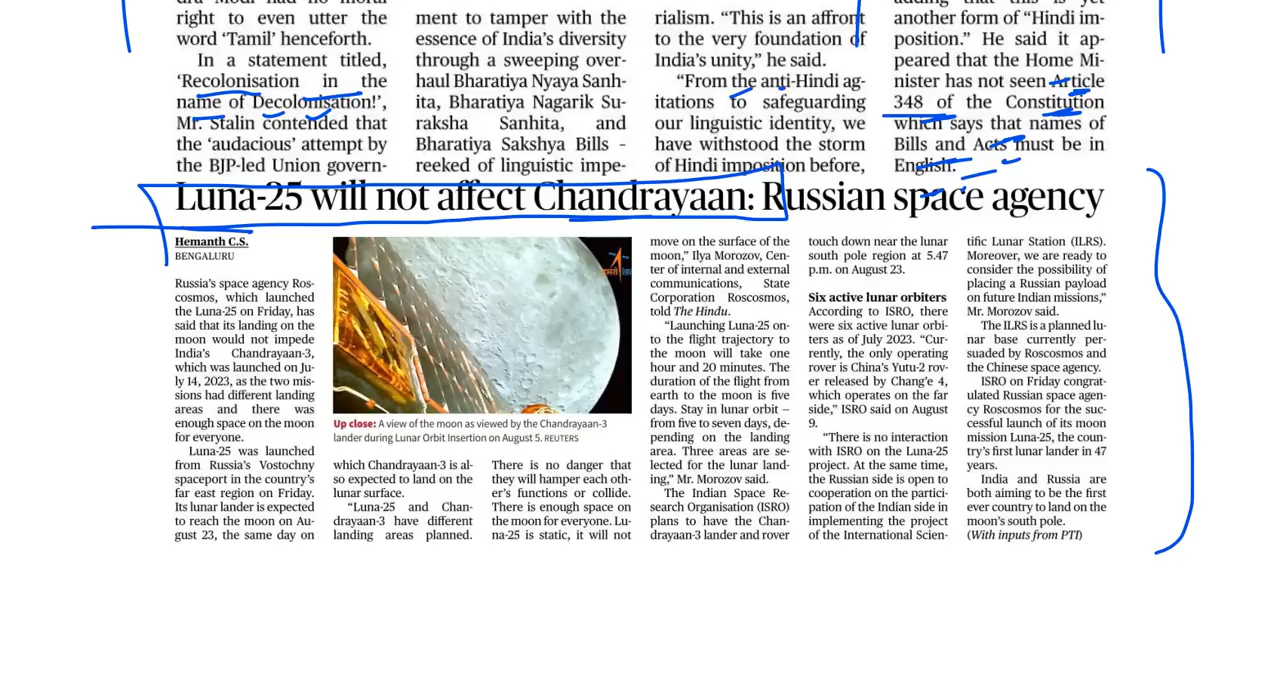 dra Modi had no moral
right to even utter the
word ‘Tamil’ henceforth.
In a statement titled,
‘Recolonisation in the
name of Decolonisation!’,
Mr. Stalin contended that
the ‘audacious’ attempt by
the BJP-led Union govern-
ment to tamper with the
essence of India’s diversity
through a sweeping over-
haul Bharatiya Nyaya Sanh-
ita, Bharatiya Nagarik Su-
raksha Sanhita, and
Bharatiya Sakshya Bills -
reeked of linguistic impe-
rialism. “This is an affront
to the very foundation of
India’s unity,” he said.
“From the anti-Hindi ag-
itations to safeguarding
our linguistic identity, we
have withstood the storm
of Hindi imposition before,
adding that this is yet
another form of “Hindi im-
position.” He said it ap-
peared that the Home Mi-
nister has not seen Article
348 of the Constitution
which says that names of
Bills and Acts must be in
English.
Luna-25 will not affect Chandrayaan: Russian space agency
Hemanth C.S.
BENGALURU
Russia’s space agency Ros-
cosmos, which launched
the Luna-25 on Friday, has
said that its landing on the
moon would not impede
India’s Chandrayaan-3,
which was launched on Ju-
ly 14, 2023, as the two mis-
sions had different landing
areas and there was
enough space on the moon
for everyone.
Luna-25 was launched
from Russia’s Vostochny
spaceport in the country’s
far east region on Friday.
Its lunar lander is expected
to reach the moon on Au-
gust 23, the same day on
Up close: A view of the moon as viewed by the Chandrayaan-3
lander during Lunar Orbit Insertion on August 5. REUTERS
which Chandrayaan-3 is al-
so expected to land on the
lunar surface.
“Luna-25 and Chan-
drayaan-3 have different
landing areas planned.
There is no danger that
they will hamper each oth-
er’s functions or collide.
There is enough space on
the moon for everyone. Lu-
na-25 is static, it will not
move on the surface of the
moon,” Ilya Morozov, Cen-
ter of internal and external
communications, State
Corporation Roscosmos,
told The Hindu.
“Launching Luna-25 on-
to the flight trajectory to
the moon will take one
hour and 20 minutes. The
duration of the flight from
earth to the moon is five
days. Stay in lunar orbit –
from five to seven days, de-
pending on the landing
area. Three areas are se-
lected for the lunar land-
ing,” Mr. Morozov said.
The Indian Space Re-
search Organisation (ISRO)
plans to have the Chan-
drayaan-3 lander and rover
touch down near the lunar
south pole region at 5.47
p.m. on August 23.
Six active lunar orbiters
According to ISRO, there
were six active lunar orbi-
ters as of July 2023. “Cur-
rently, the only operating
rover is China’s Yutu-2 rov-
er released by Chang’e 4,
which operates on the far
side,” ISRO said on August
9.
“There is no interaction
with ISRO on the Luna-25
project. At the same time,
the Russian side is open to
cooperation on the partici-
pation of the Indian side in
implementing the project
of the International Scien-
tific Lunar Station (ILRS).
Moreover, we are ready to
consider the possibility of
placing a Russian payload
on future Indian missions,”
Mr. Morozov said.
The ILRS is a planned lu-
nar base currently per-
suaded by Roscosmos and
the Chinese space agency.
ISRO on Friday congrat-
ulated Russian space agen-
cy Roscosmos for the suc-
cessful launch of its moon
mission Luna-25, the coun-
try’s first lunar lander in 47
years.
India and Russia are
both aiming to be the first
ever country to land on the
moon’s south pole.
(With inputs from PTI)